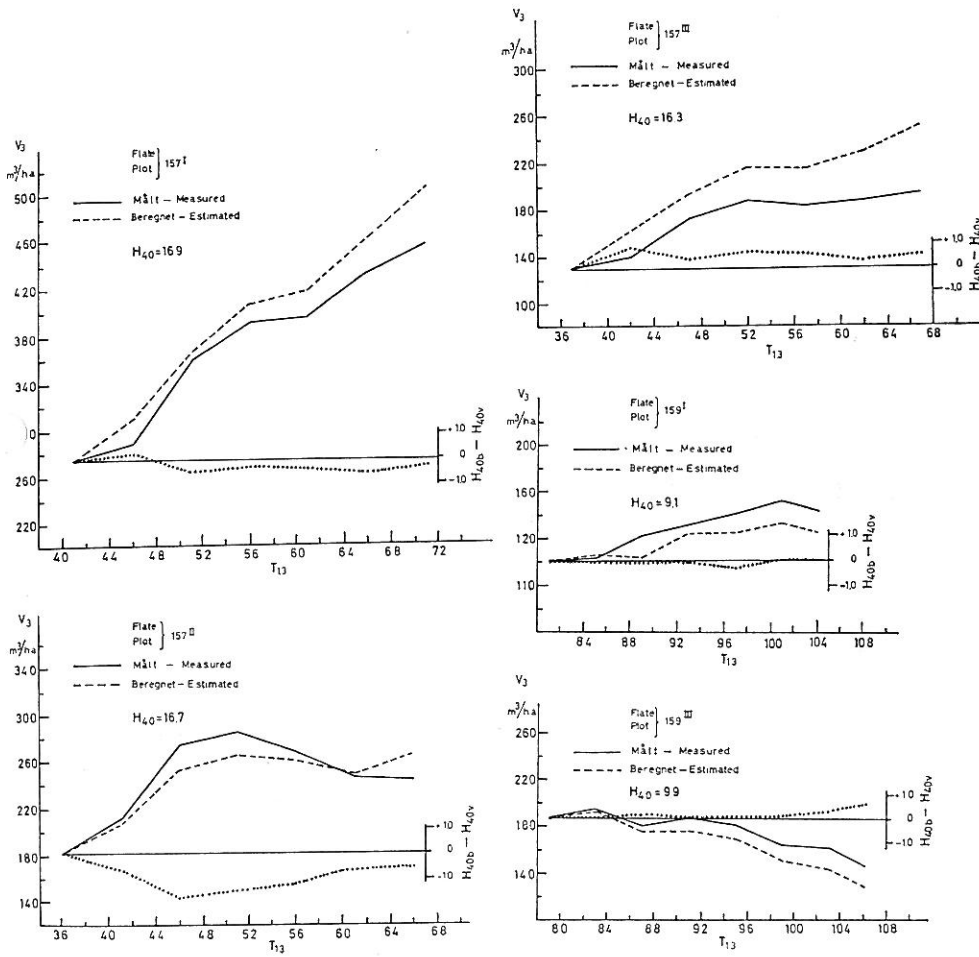 V₃
m³/ha
Flate
Plot } 157 I
Målt – Measured
Beregnet – Estimated
H₄₀=16.9
500
460
420
380
340
260
220
+1.0
0
-1.0
H₄₀b – H₄₀v
40 44 48 52 56 60 64 68 72
T₁₃
V₃
m³/ha
Flate
Plot } 157 II
Målt – Measured
Beregnet – Estimated
H₄₀=16.7
300
260
220
180
140
+1.0
0
-1.0
H₄₀b – H₄₀v
36 40 44 48 52 56 60 64 68
T₁₃
V₃
m³/ha
Flate
Plot } 157 III
Målt – Measured
Beregnet – Estimated
H₄₀=16.3
300
260
220
180
140
100
+1.0
0
-1.0
H₄₀b – H₄₀v
36 40 44 48 52 56 60 64 68
T₁₃
V₃
m³/ha
Flate
Plot } 159 I
Målt – Measured
Beregnet – Estimated
H₄₀=9.1
220
160
120
110
+1.0
0
-1.0
H₄₀b – H₄₀v
84 88 92 96 100 104 108
T₁₃
V₃
m³/ha
Flate
Plot } 159 III
Målt – Measured
Beregnet – Estimated
H₄₀=9.9
260
200
180
140
+1.0
0
-1.0
H₄₀b – H₄₀v
80 84 88 92 96 100 104 108
T₁₃